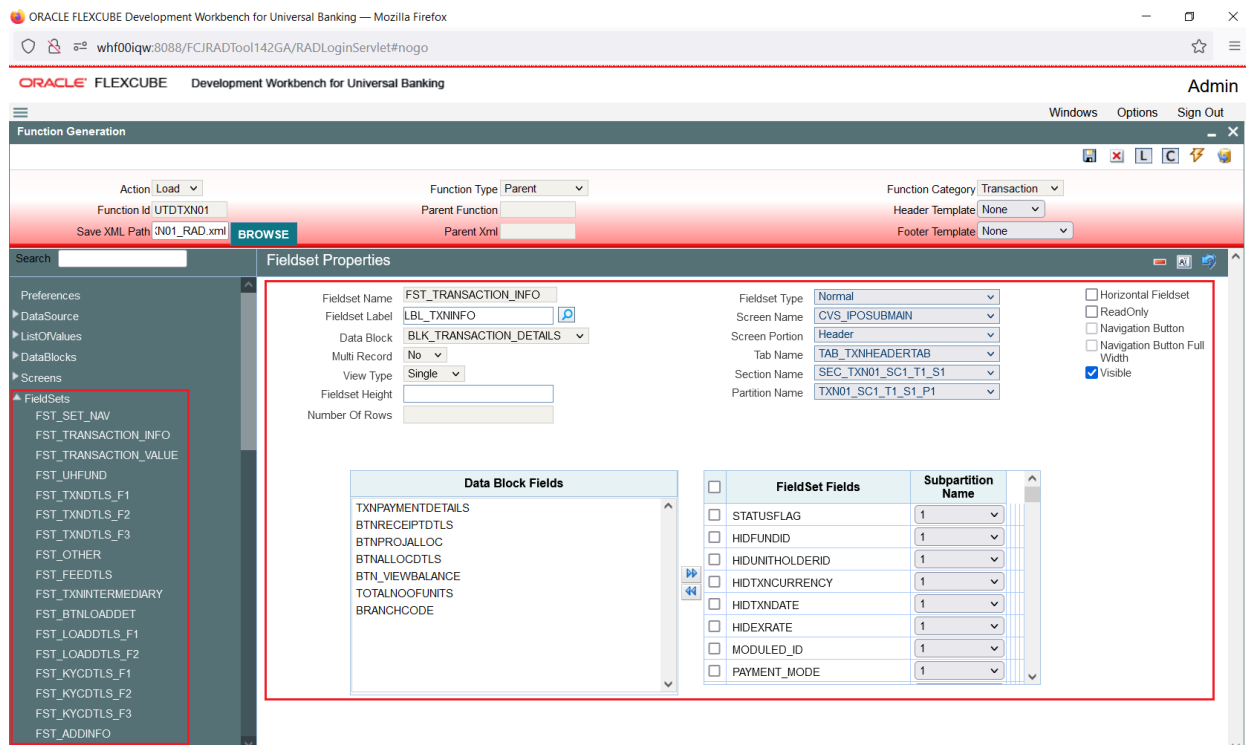 ORACLE FLEXCUBE Development Workbench for Universal Banking — Mozilla Firefox
whf00iqw:8088/FCJRADTool142GA/RADLoginServlet#nogo
ORACLE FLEXCUBE Development Workbench for Universal Banking
Admin
Windows Options Sign Out
Function Generation
L C
Action Load Function Type Parent Function Category Transaction
Function Id UTDTXN01 Parent Function Header Template None
Save XML Path N01_RAD.xml BROWSE Parent Xml Footer Template None
Search Fieldset Properties
Preferences
DataSource
ListOfValues
DataBlocks
Screens
FieldSets
FST_SET_NAV
FST_TRANSACTION_INFO
FST_TRANSACTION_VALUE
FST_UHFUND
FST_TXNDTLS_F1
FST_TXNDTLS_F2
FST_TXNDTLS_F3
FST_OTHER
FST_FEEDTLS
FST_TXNINTERMEDIARY
FST_BTNLOADDET
FST_LOADDTLS_F1
FST_LOADDTLS_F2
FST_KYCDTLS_F1
FST_KYCDTLS_F2
FST_KYCDTLS_F3
FST_ADDINFO
Fieldset Name FST_TRANSACTION_INFO
Fieldset Label LBL_TXNINFO
Data Block BLK_TRANSACTION_DETAILS
Multi Record No
View Type Single
Fieldset Height
Number Of Rows
Fieldset Type Normal
Screen Name CVS_IPOSUBMAIN
Screen Portion Header
Tab Name TAB_TXNHEADERTAB
Section Name SEC_TXN01_SC1_T1_S1
Partition Name TXN01_SC1_T1_S1_P1
Horizontal Fieldset
ReadOnly
Navigation Button
Navigation Button Full
Width
Visible
Data Block Fields
TXNPAYMENTDETAILS
BTNRECEIPTDTLS
BTNPROJALLOC
BTNALLOCDTLS
BTN_VIEWBALANCE
TOTALNOOFUNITS
BRANCHCODE
FieldSet Fields Subpartition
Name
STATUSFLAG 1
HIDFUNDID 1
HIDUNITHOLDERID 1
HIDTXNCURRENCY 1
HIDTXNDATE 1
HIDEXRATE 1
MODULED_ID 1
PAYMENT_MODE 1